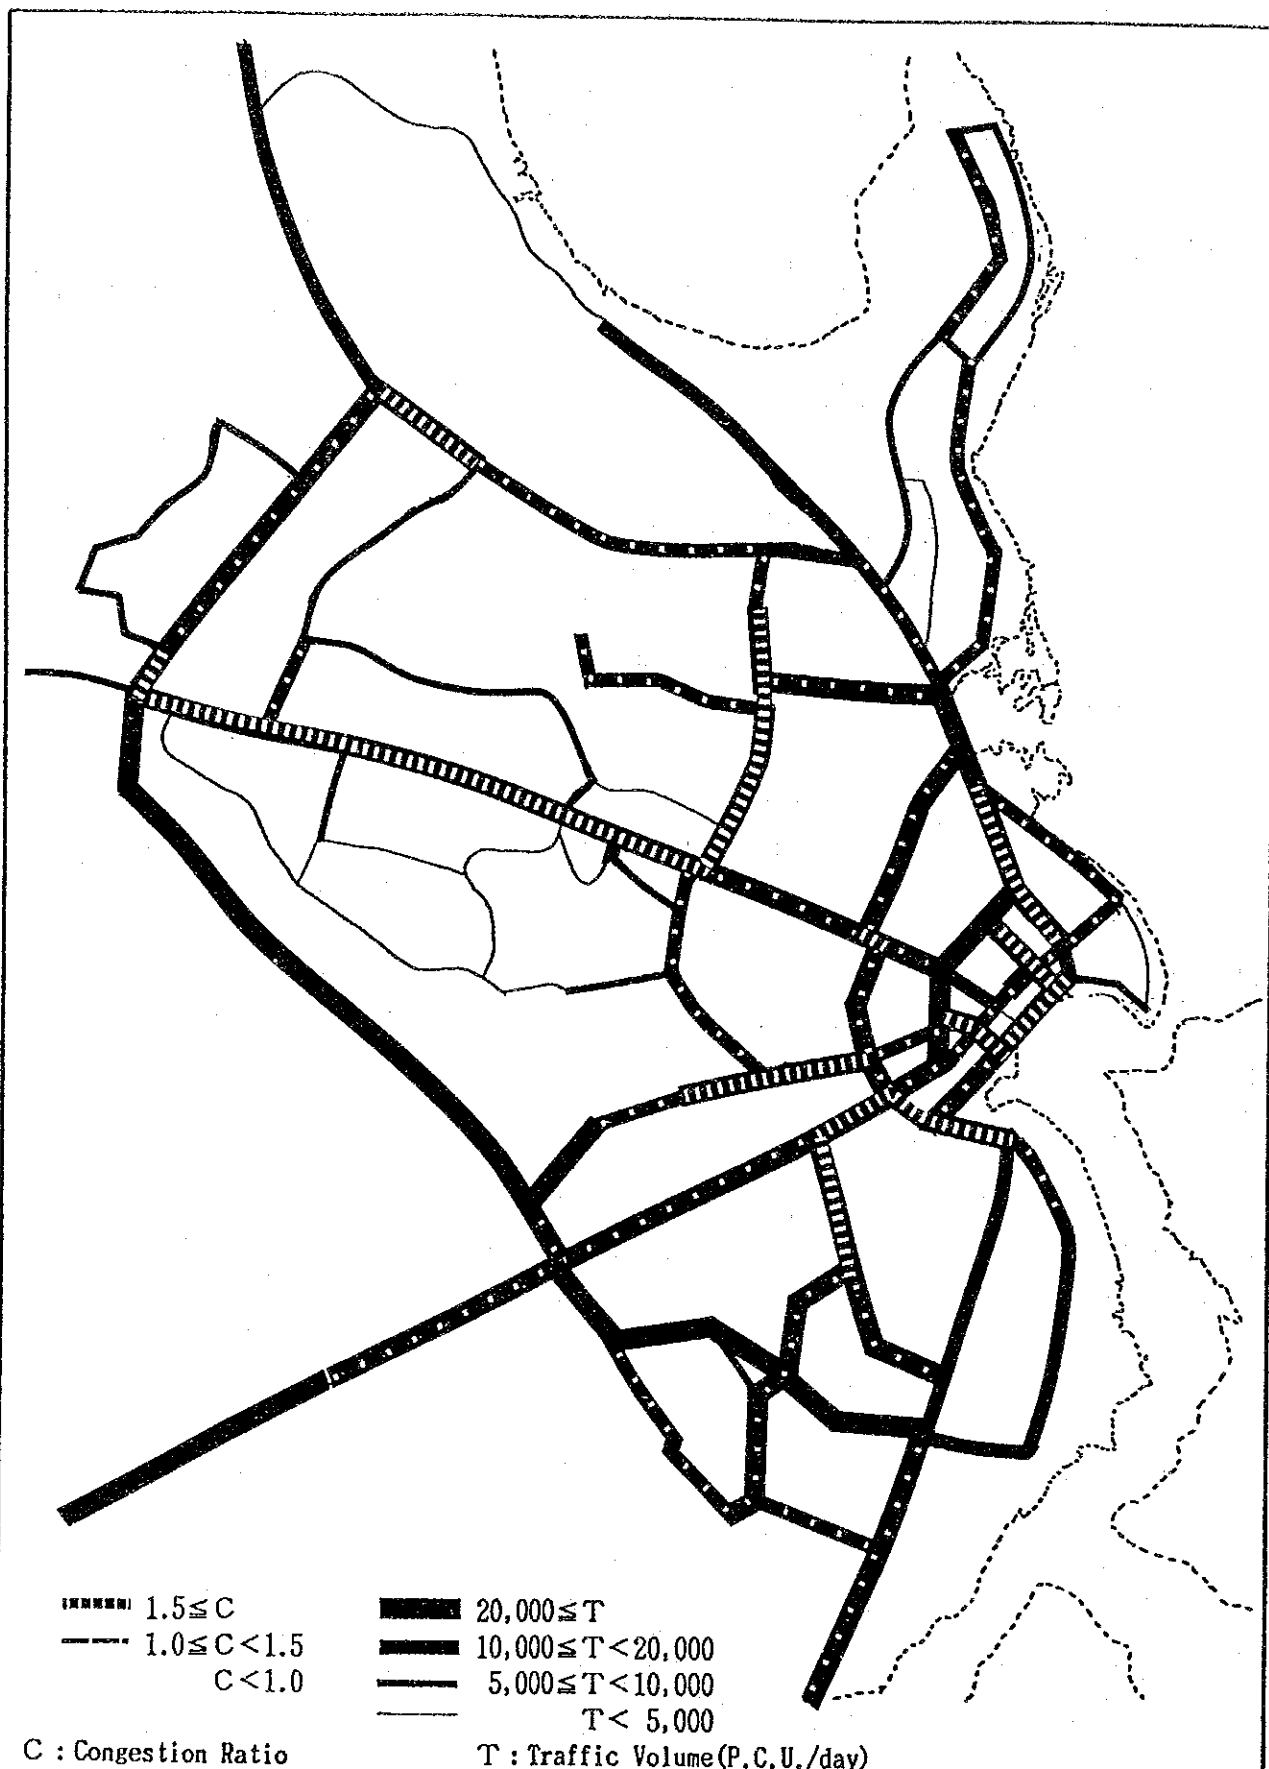 1.5≦C
1.0≦C<1.5
C<1.0
20,000≦T
10,000≦T<20,000
5,000≦T<10,000
T< 5,000
C : Congestion Ratio
T : Traffic Volume(P.C.U./day)